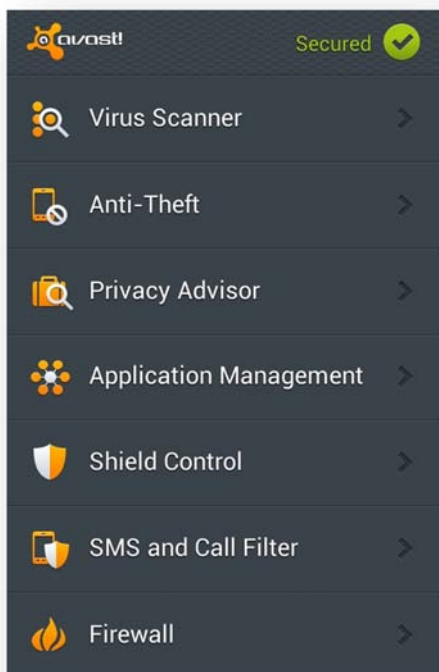 avast!
Secured
Virus Scanner
Anti-Theft
Privacy Advisor
Application Management
Shield Control
SMS and Call Filter
Firewall